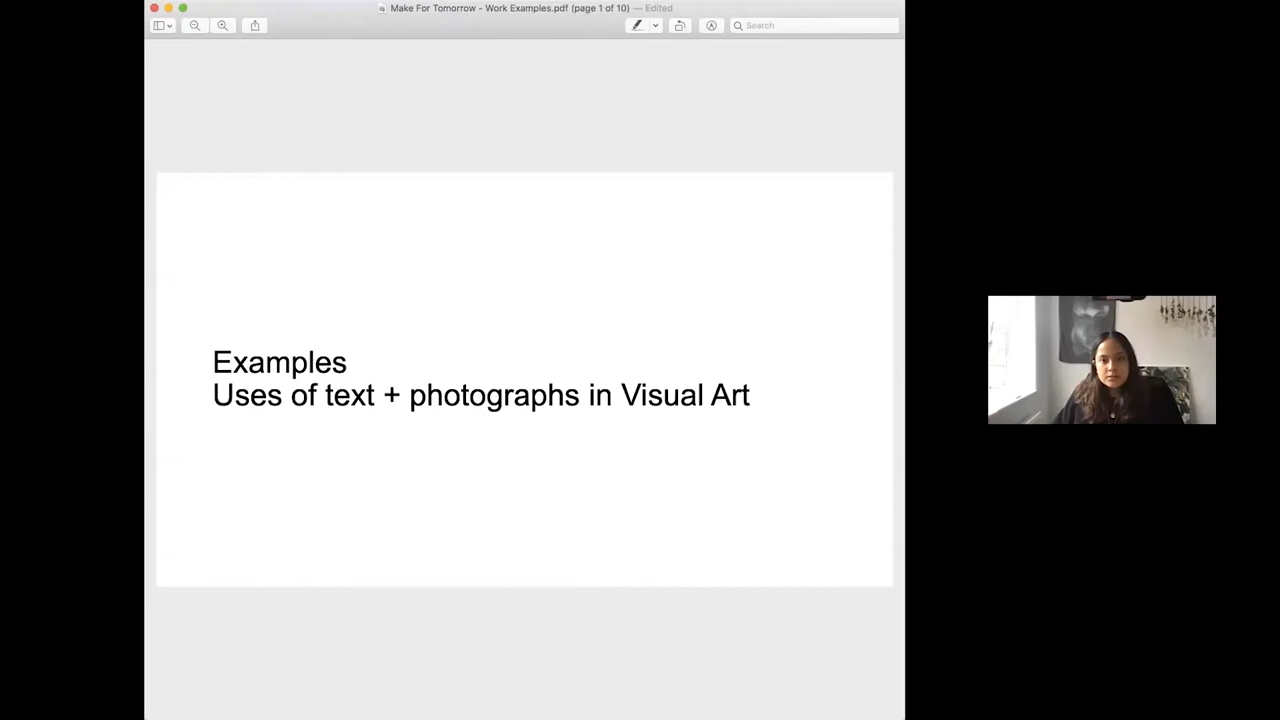 Make For Tomorrow - Work Examples.pdf (page 1 of 10) — Edited
Search
Examples
Uses of text + photographs in Visual Art